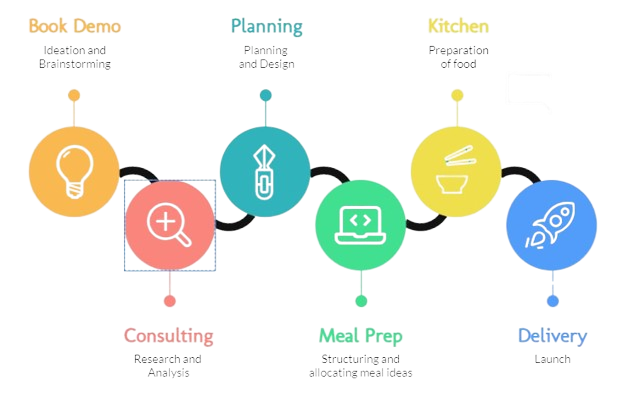 Book Demo
Ideation and
Brainstorming
Planning
Planning
and Design
Kitchen
Preparation
of food
Consulting
Research and
Analysis
Meal Prep
Structuring and
allocating meal ideas
Delivery
Launch